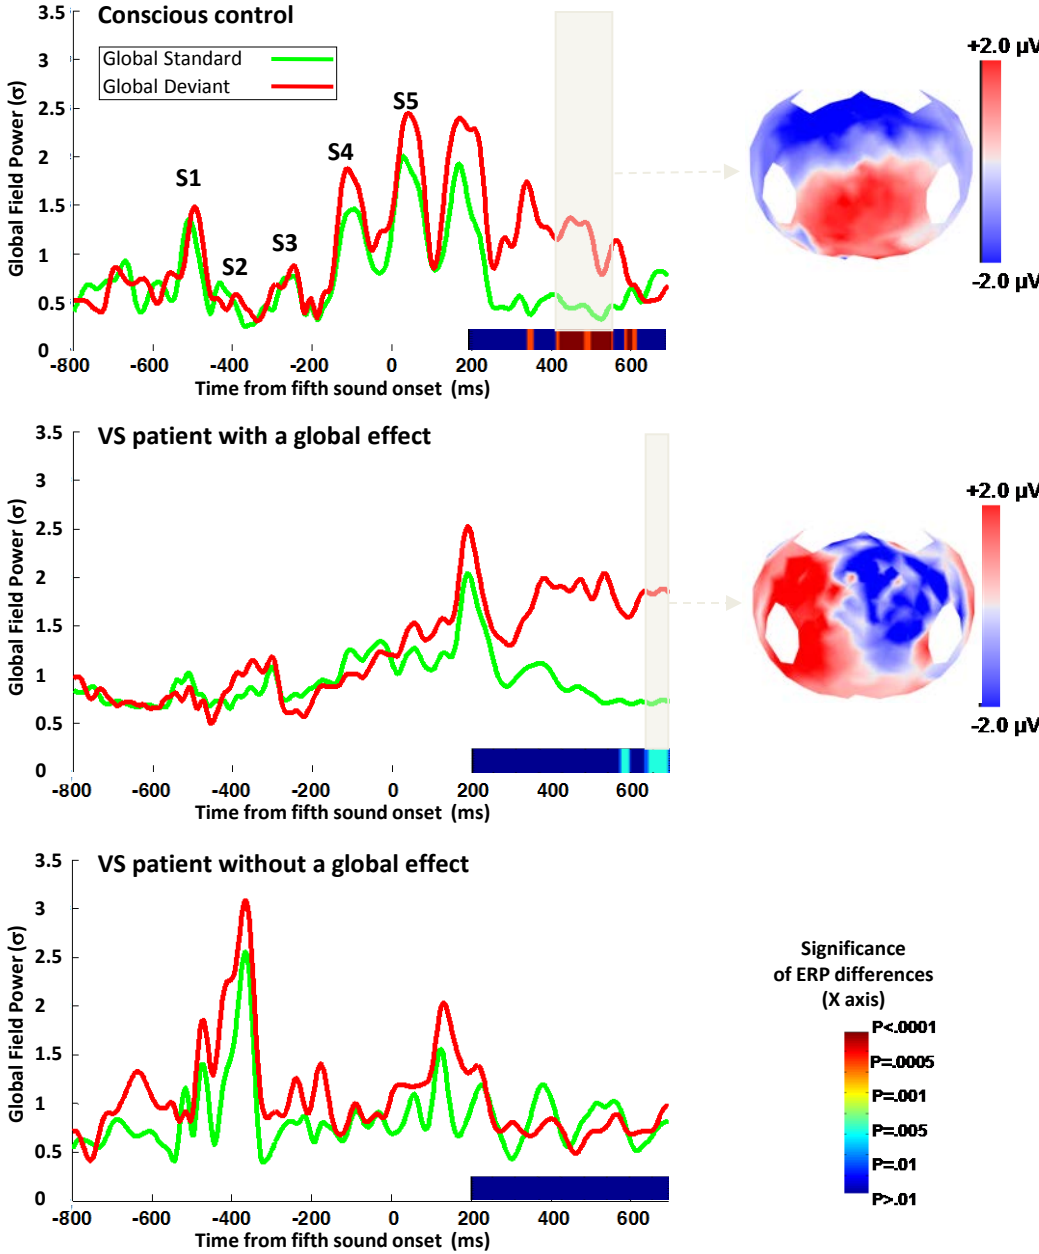 Conscious control
Global Standard
Global Deviant
Global Field Power (σ)
3.5
3
2.5
2
1.5
1
0.5
0
S1
S2
S3
S4
S5
-800
-600
-400
-200
0
200
400
600
Time from fifth sound onset (ms)
+2.0 µV
-2.0 µV
VS patient with a global effect
Global Field Power (σ)
3.5
3
2.5
2
1.5
1
0.5
0
-800
-600
-400
-200
0
200
400
600
Time from fifth sound onset (ms)
+2.0 µV
-2.0 µV
VS patient without a global effect
Global Field Power (σ)
3.5
3
2.5
2
1.5
1
0.5
0
-800
-600
-400
-200
0
200
400
600
Time from fifth sound onset (ms)
Significance
of ERP differences
(X axis)
P<.0001
P=.0005
P=.001
P=.005
P=.01
P>.01